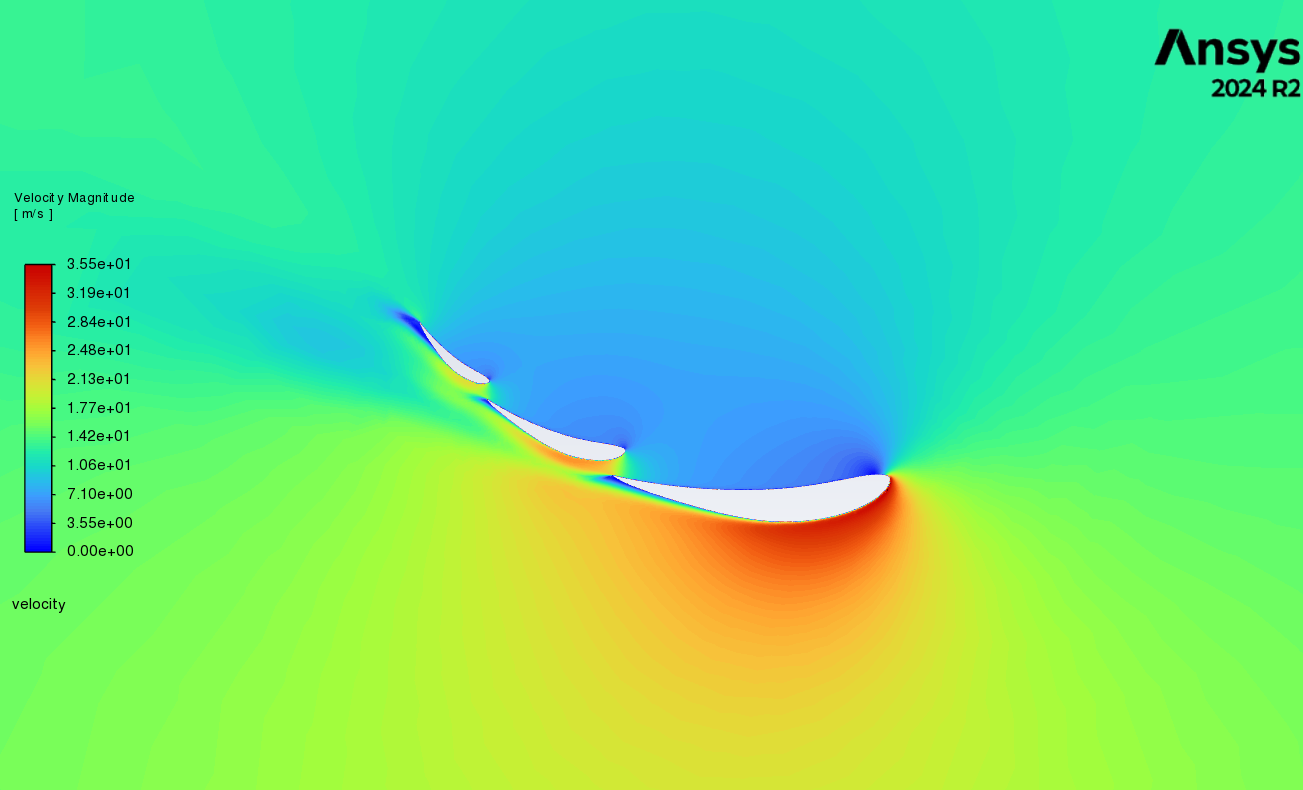 Ansys
2024 R2
Velocity Magnitude
[ m/s ]
3.55e+01
3.19e+01
2.84e+01
2.48e+01
2.13e+01
1.77e+01
1.42e+01
1.06e+01
7.10e+00
3.55e+00
0.00e+00
velocity